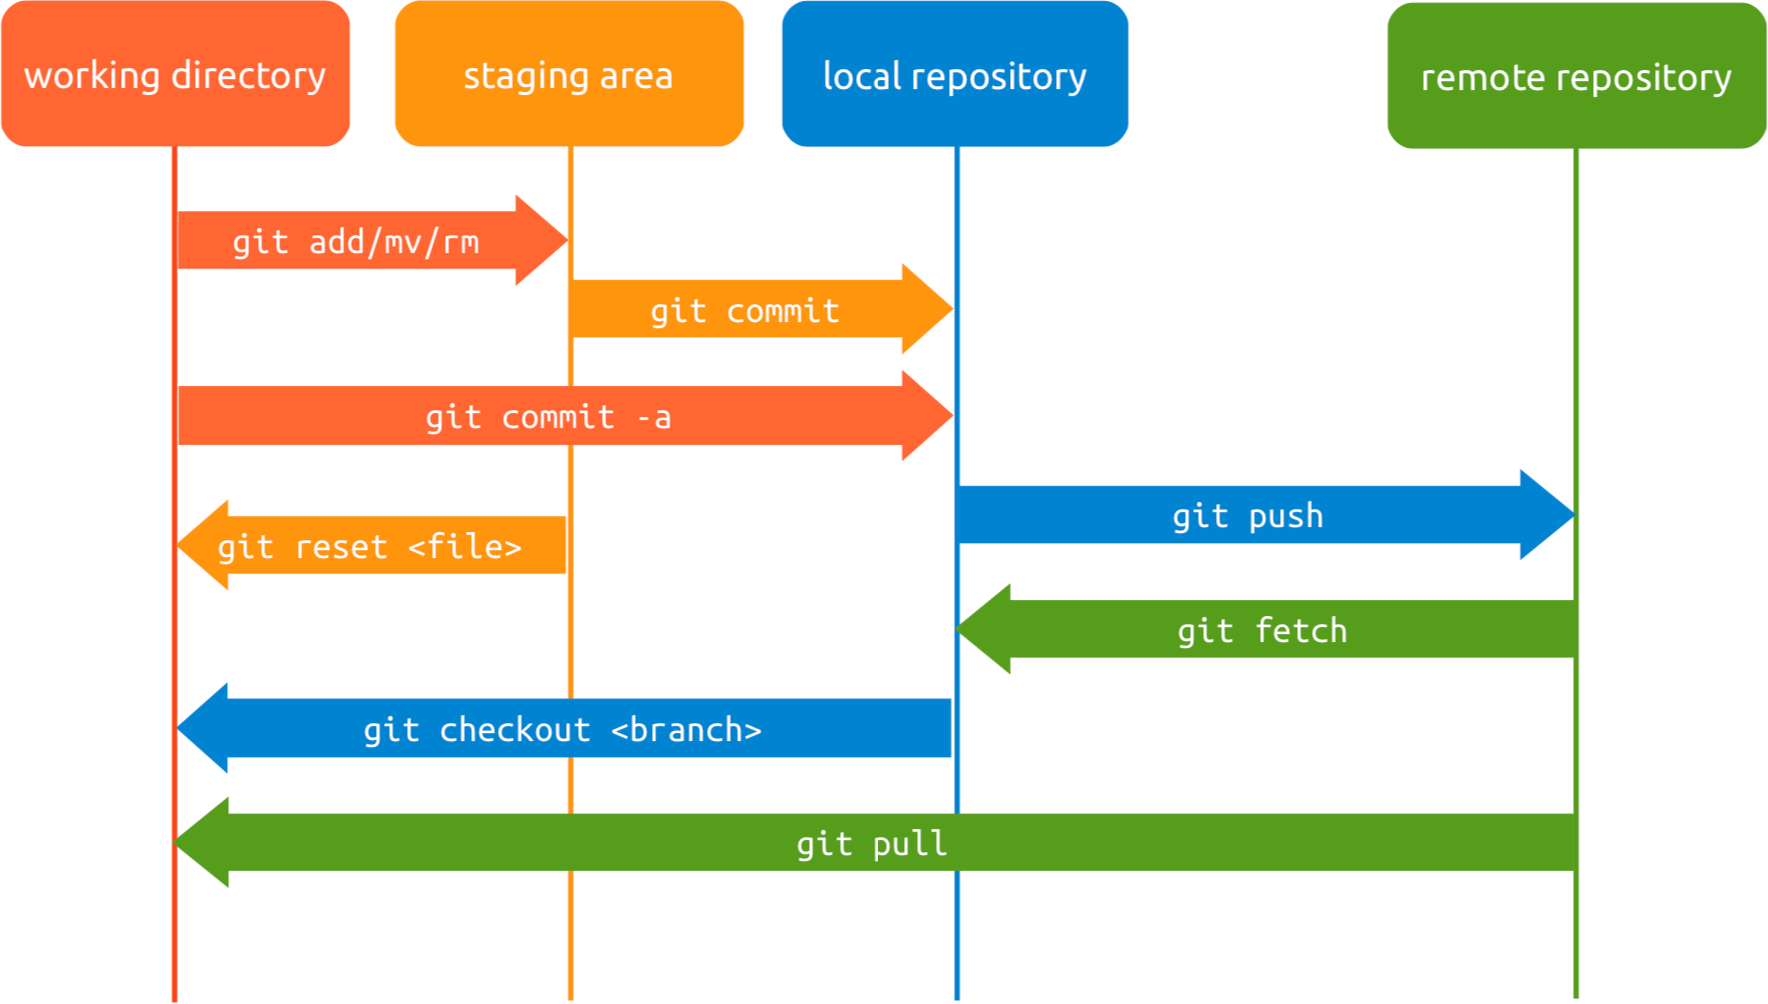 working directory
staging area
local repository
remote repository
git add/mv/rm
git commit
git commit -a
git push
git reset <file>
git fetch
git checkout <branch>
git pull